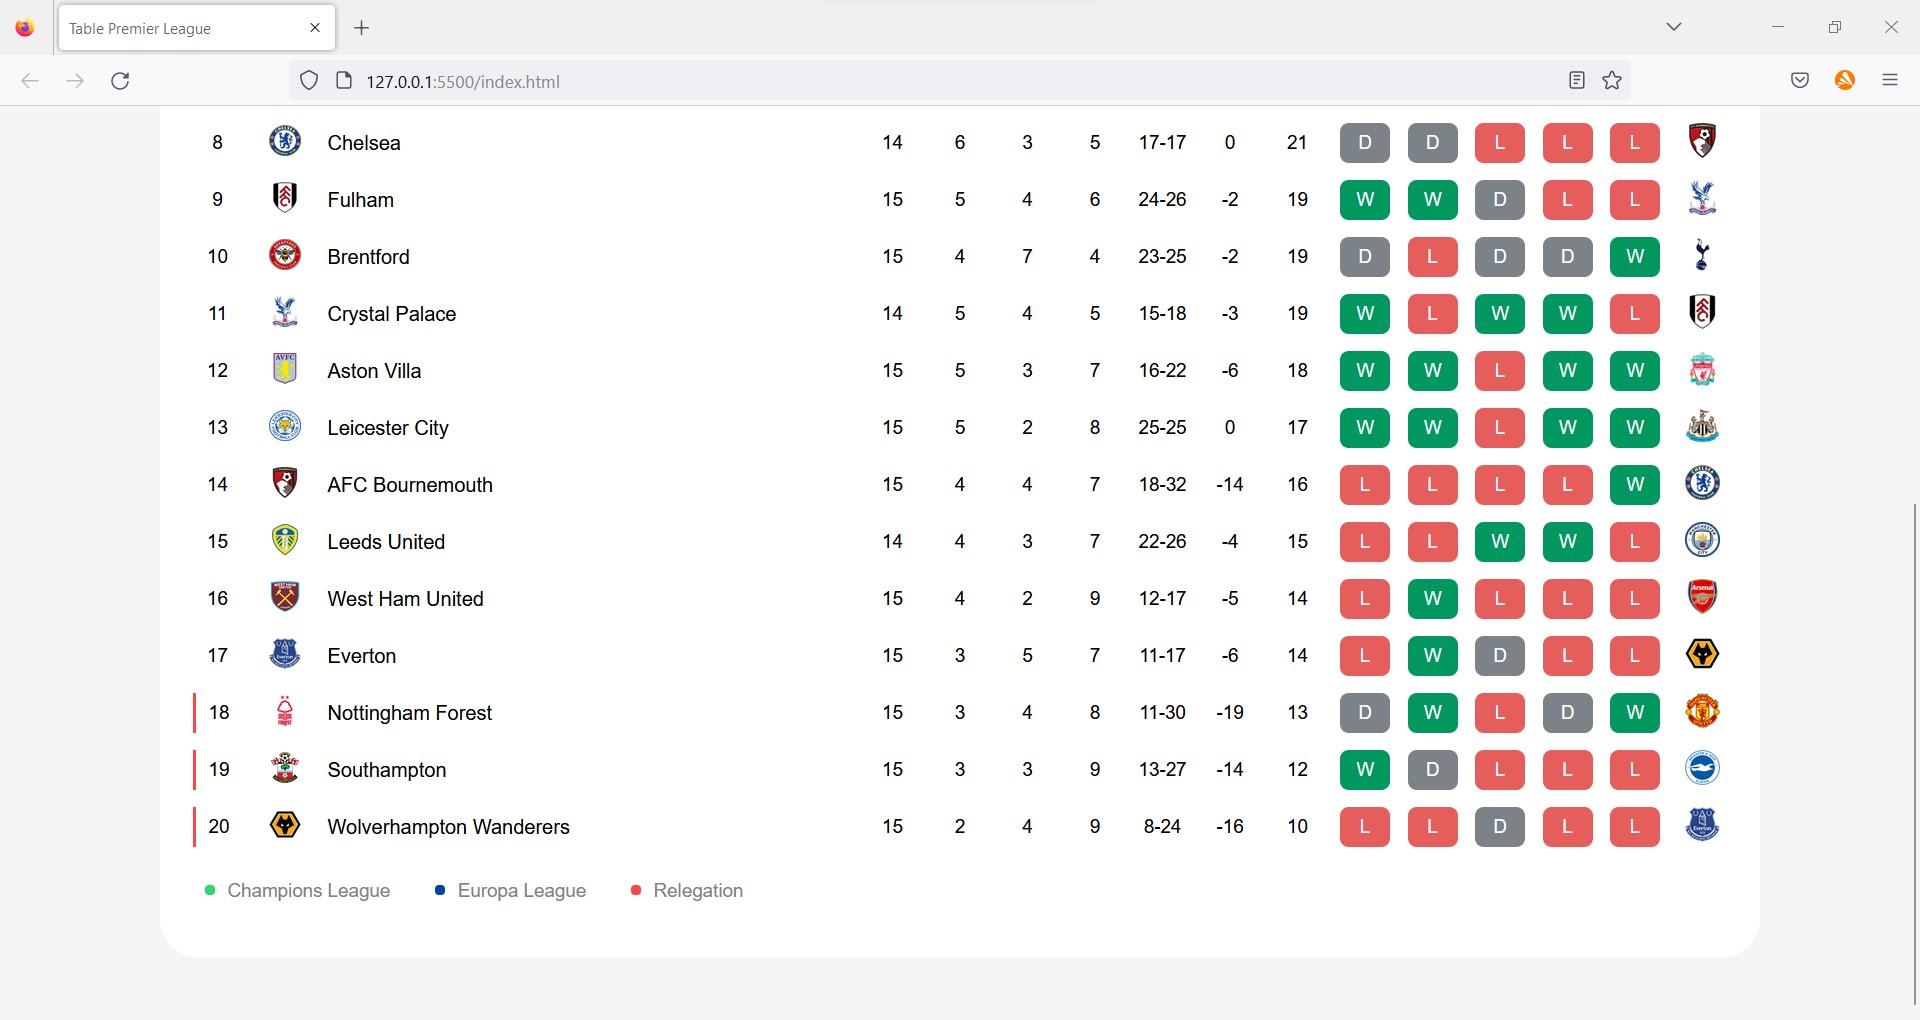 Table Premier League
127.0.0.1:5500/index.html
8 Chelsea 14 6 3 5 17-17 0 21 D D L L L
9 Fulham 15 5 4 6 24-26 -2 19 W W D L L
10 Brentford 15 4 7 4 23-25 -2 19 D L D D W
11 Crystal Palace 14 5 4 5 15-18 -3 19 W L W W L
12 Aston Villa 15 5 3 7 16-22 -6 18 W W L W W
13 Leicester City 15 5 2 8 25-25 0 17 W W L W W
14 AFC Bournemouth 15 4 4 7 18-32 -14 16 L L L L W
15 Leeds United 14 4 3 7 22-26 -4 15 L L W W L
16 West Ham United 15 4 2 9 12-17 -5 14 L W L L L
17 Everton 15 3 5 7 11-17 -6 14 L W D L L
18 Nottingham Forest 15 3 4 8 11-30 -19 13 D W L D W
19 Southampton 15 3 3 9 13-27 -14 12 W D L L L
20 Wolverhampton Wanderers 15 2 4 9 8-24 -16 10 L L D L L
Champions League Europa League Relegation